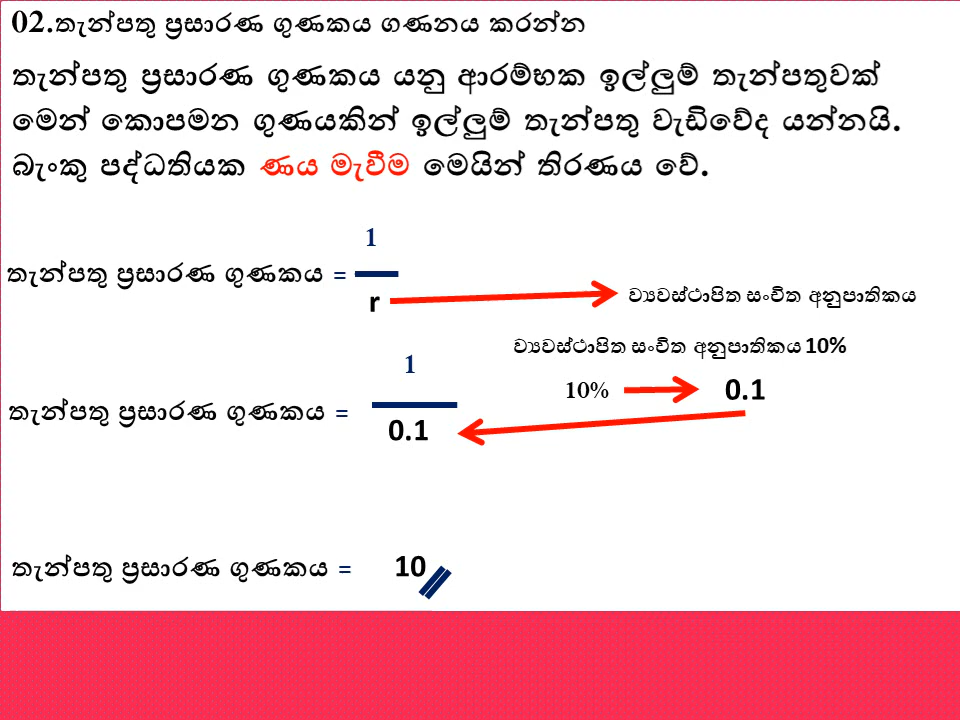 02.තැන්පතු ප්‍රසාරණ ගුණකය ගණනය කරන්න
තැන්පතු ප්‍රසාරණ ගුණකය යනු ආරම්භක ඉල්ලුම් තැන්පතුවක්
මෙන් කොපමන ගුණයකින් ඉල්ලුම් තැන්පතු වැඩිවේද යන්නයි.
බැංකු පද්ධතියක ණය මැවීම මෙයින් තිරණය වේ.
1
තැන්පතු ප්‍රසාරණ ගුණකය =
r
ව්‍යවස්ථාපිත සංචිත අනුපාතිකය
ව්‍යවස්ථාපිත සංචිත අනුපාතිකය 10%
1
10%
0.1
තැන්පතු ප්‍රසාරණ ගුණකය =
0.1
තැන්පතු ප්‍රසාරණ ගුණකය = 10